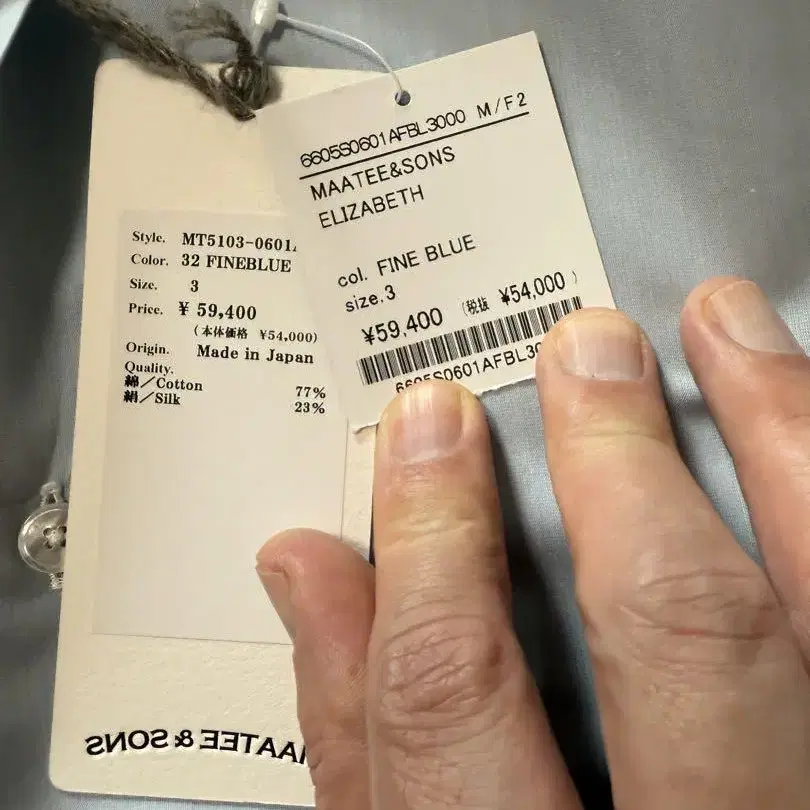 Style. MT5103-0601
Color. 32 FINEBLUE
Size. 3
Price. ¥ 59,400
(本体価格 ¥54,000)
Origin. Made in Japan
Quality.
綿/Cotton 77%
絹/Silk 23%
MAATEE & SONS
6605S0601AFBL3000 M/F2
MAATEE&SONS
ELIZABETH
col. FINE BLUE
size.3
¥59,400 (税抜 ¥54,000 )
6605S0601AFBL30